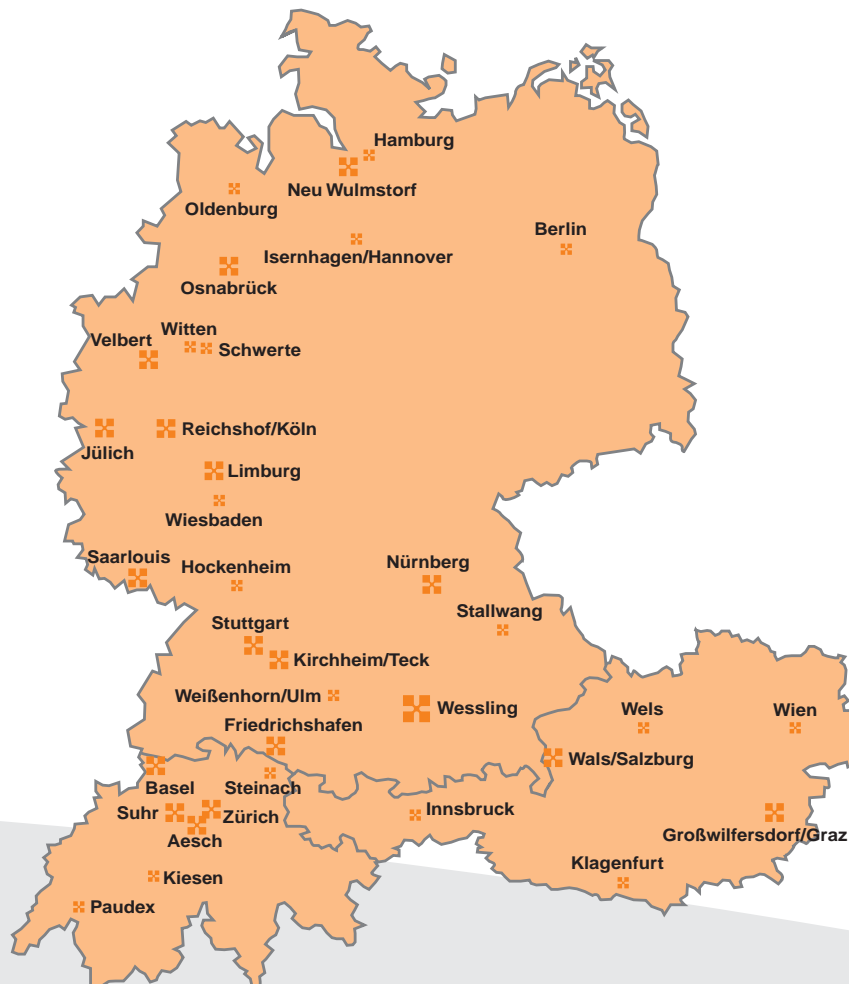 Hamburg
Neu Wulmstorf
Oldenburg
Berlin
Isernhagen/Hannover
Osnabrück
Witten
Velbert
Schwerte
Reichshof/Köln
Jülich
Limburg
Wiesbaden
Saarlouis
Hockenheim
Nürnberg
Stallwang
Stuttgart
Kirchheim/Teck
Weißenhorn/Ulm
Wessling
Wels
Wien
Friedrichshafen
Wals/Salzburg
Basel
Steinach
Suhr
Zürich
Innsbruck
Aesch
Großwilfersdorf/Graz
Klagenfurt
Kiesen
Paudex